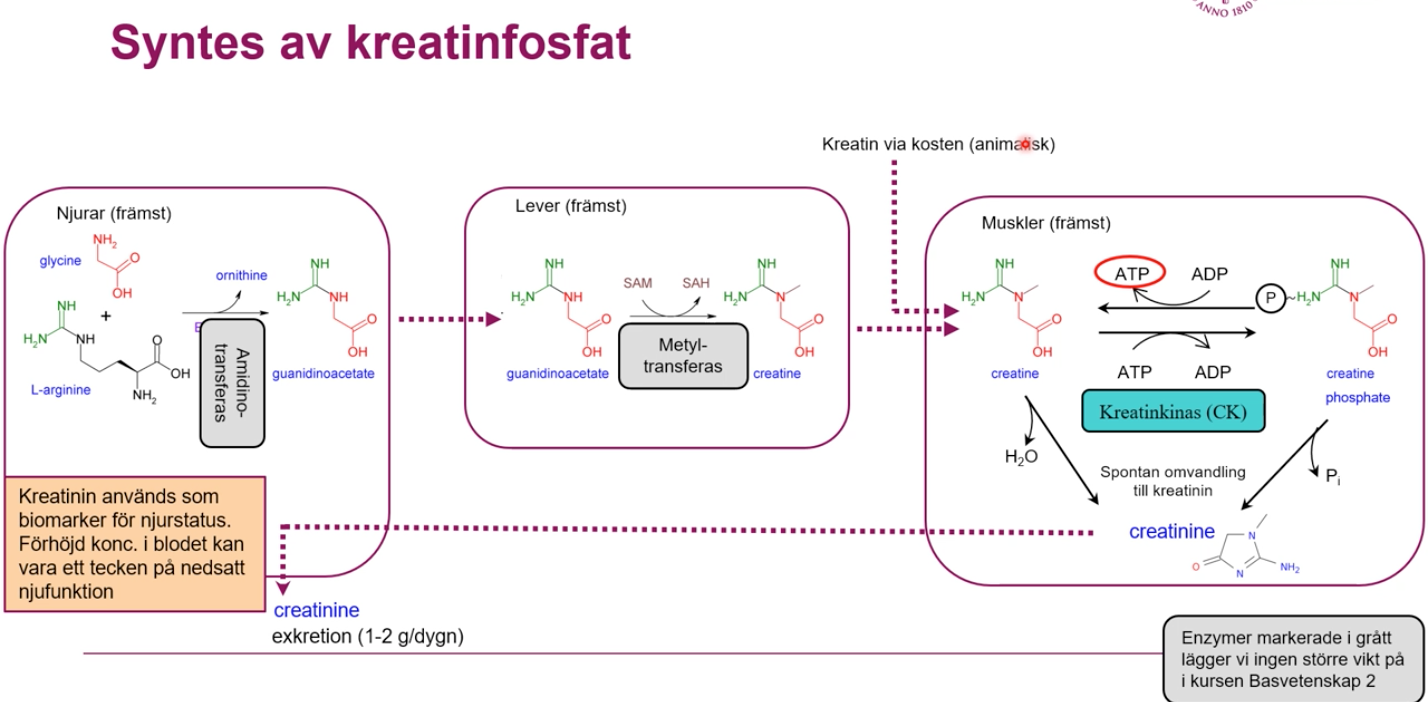 ANNO 1810
Syntes av kreatinfosfat
Kreatin via kosten (animalisk)
Njurar (främst)
NH₂
glycine
O
OH
NH
+
H₂N
NH
O
OH
NH₂
L-arginine
ornithine
E
Amidino-
transferas
NH
H₂N
NH
O
OH
guanidinoacetate
Lever (främst)
NH
H₂N
NH
O
OH
guanidinoacetate
SAM
SAH
Metyl-
transferas
NH
H₂N
N
O
OH
creatine
Muskler (främst)
NH
H₂N
N
O
OH
creatine
ATP
ADP
ATP
ADP
Kreatinkinas (CK)
P
NH
H₂N
N
O
OH
creatine
phosphate
H₂O
Spontan omvandling
till kreatinin
Pi
creatinine
N
O
N
NH₂
Kreatinin används som
biomarker för njurstatus.
Förhöjd konc. i blodet kan
vara ett tecken på nedsatt
njufunktion
creatinine
exkretion (1-2 g/dygn)
Enzymer markerade i grått
lägger vi ingen större vikt på
i kursen Basvetenskap 2